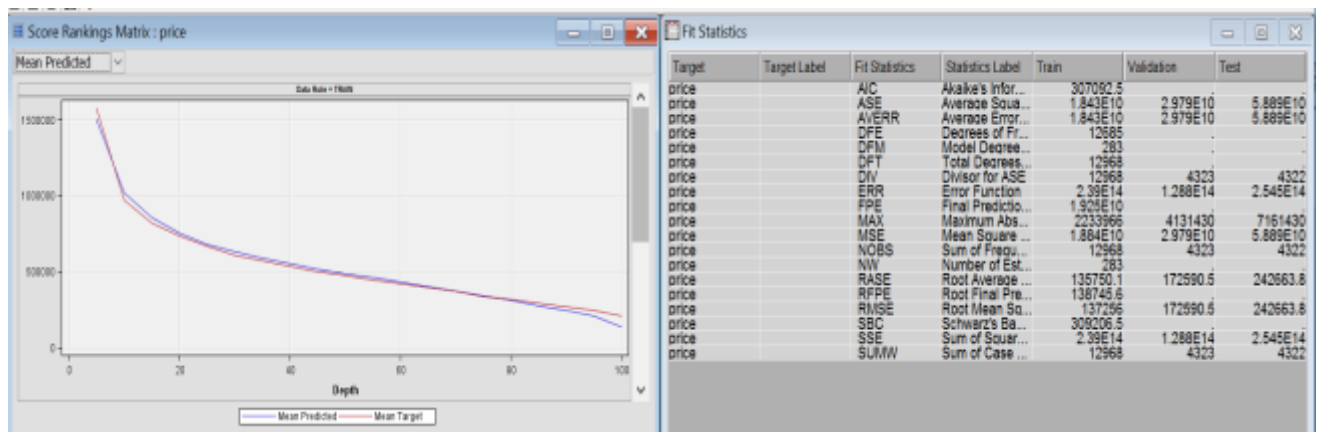 Score Rankings Matrix : price
Mean Predicted
Data Role = TRAIN
1500000
1000000
500000
0
0 20 40 60 80 100
Depth
Mean Predicted Mean Target
Fit Statistics
Target Target Label Fit Statistics Statistics Label Train Validation Test
price AIC Akaike's Infor... 307092.5 . .
price ASE Average Squa... 1.843E10 2.979E10 5.889E10
price AVERR Average Error... 1.843E10 2.979E10 5.889E10
price DFE Degrees of Fr... 12685 . .
price DFM Model Degree... 283 . .
price DFT Total Degrees... 12968 . .
price DIV Divisor for ASE 12968 4323 4322
price ERR Error Function 2.39E14 1.288E14 2.545E14
price FPE Final Predictio... 1.925E10 . .
price MAX Maximum Abs... 2233966 4131430 7161430
price MSE Mean Square ... 1.884E10 2.979E10 5.889E10
price NOBS Sum of Frequ... 12968 4323 4322
price NW Number of Est... 283 . .
price RASE Root Average ... 135750.1 172590.5 242663.8
price RFPE Root Final Pre... 138745.6 . .
price RMSE Root Mean Sq... 137256 172590.5 242663.8
price SBC Schwarz's Ba... 309206.5 . .
price SSE Sum of Squar... 2.39E14 1.288E14 2.545E14
price SUMW Sum of Case ... 12968 4323 4322